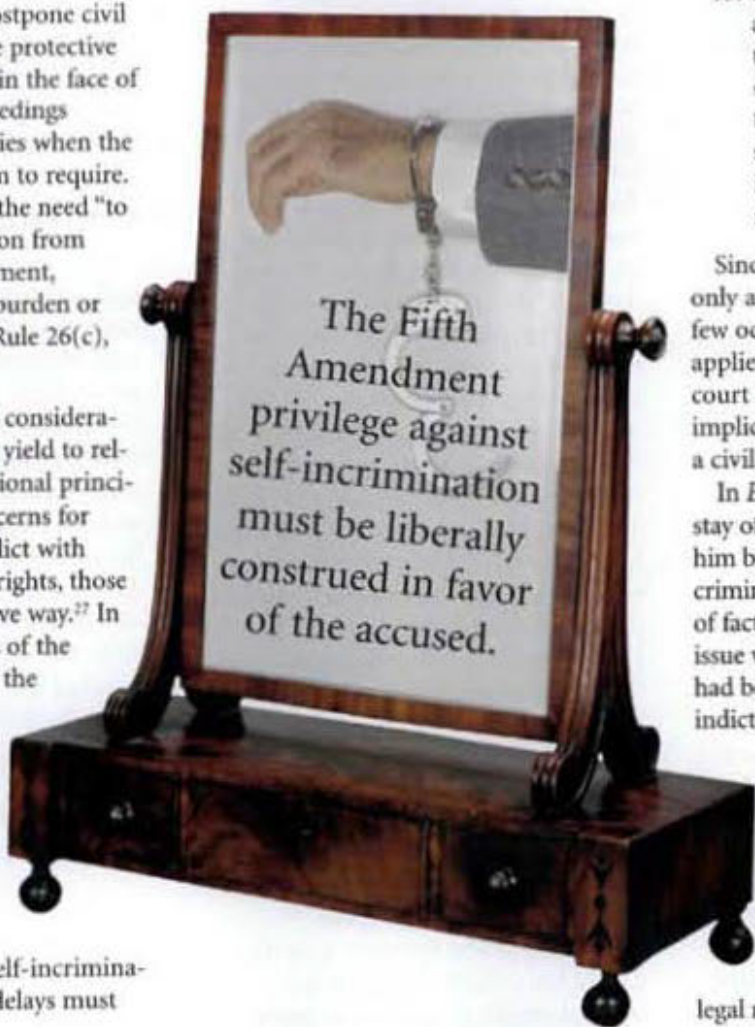 stpone civil
protective
in the face of
edings
ies when the
n to require.
the need "to
on from
ment,
burden or
Rule 26(c),
considera-
yield to rel-
ional princi-
cerns for
lict with
rights, those
ve way.²⁷ In
of the
the
elf-incrimina-
delays must
The Fifth
Amendment
privilege against
self-incrimination
must be liberally
construed in favor
of the accused.
Sinc
only a
few oc
applie
court
implic
a civil
In
stay o
him b
crimin
of fact
issue
had be
indict
legal